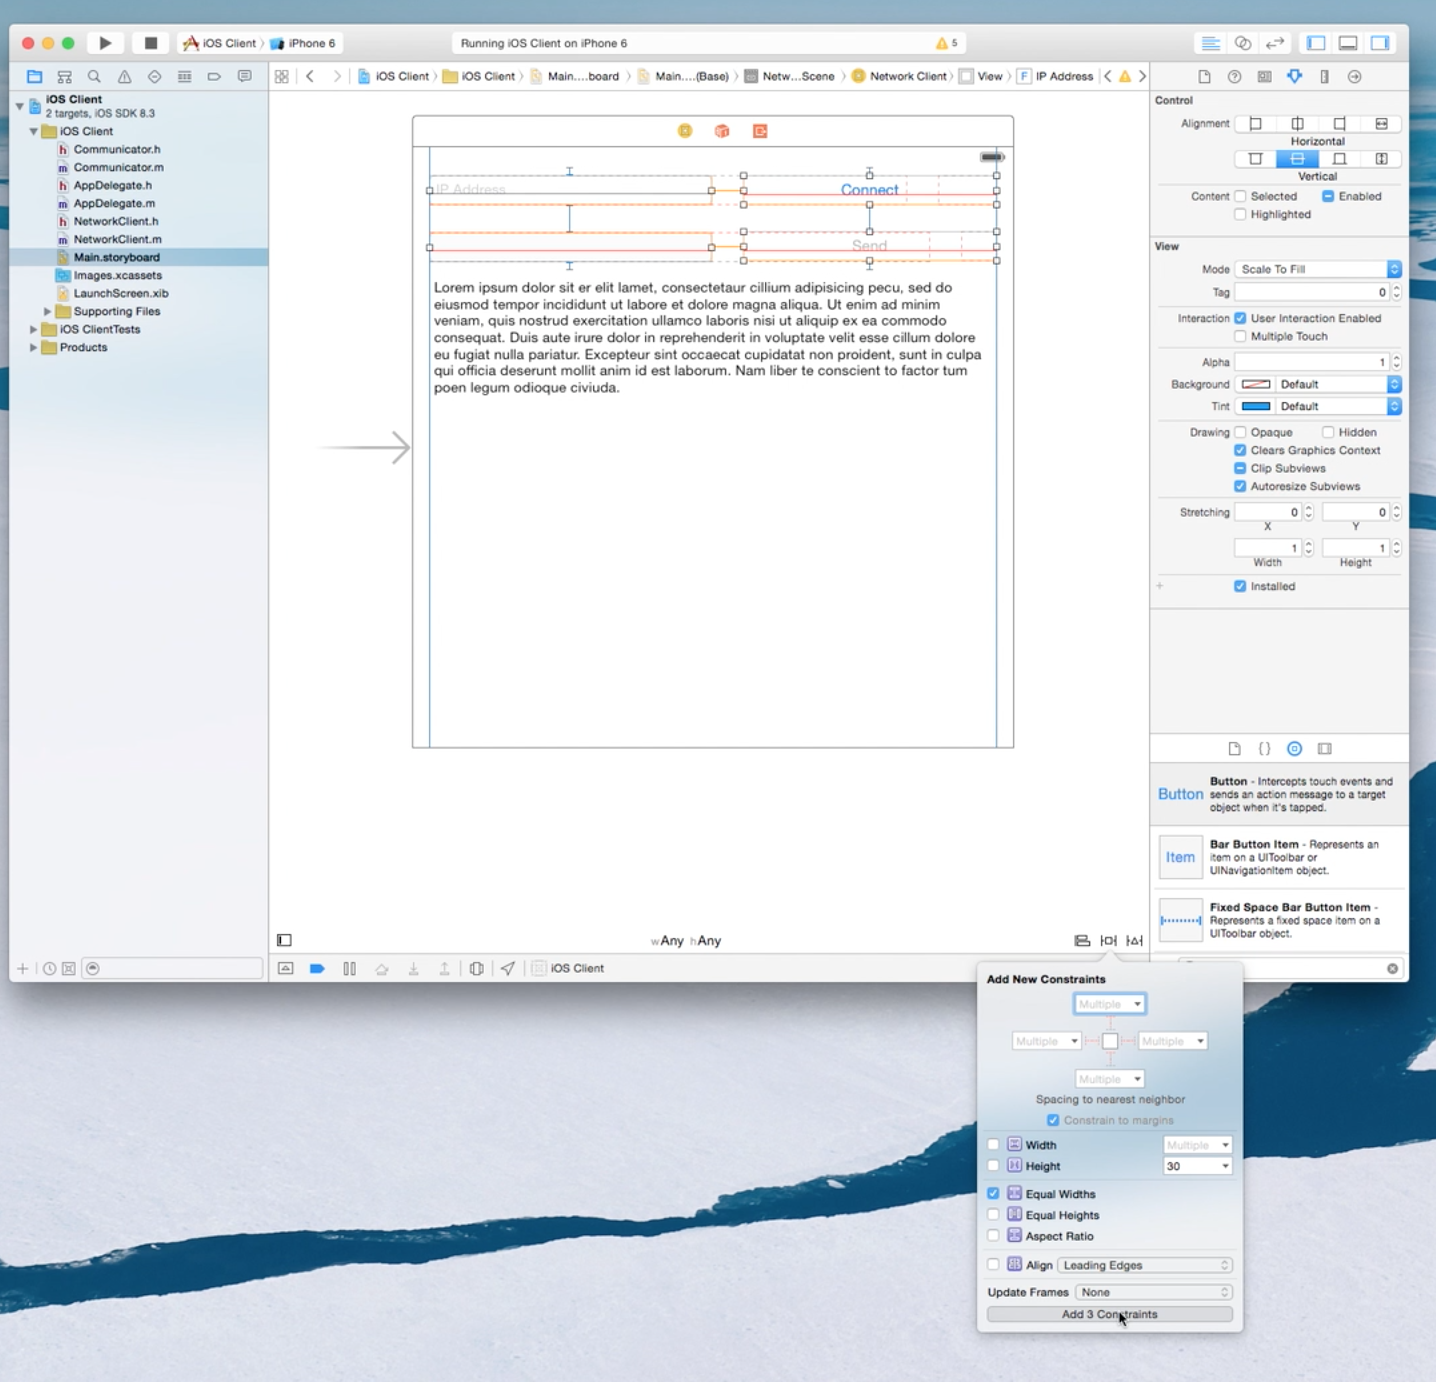 iOS Client › iPhone 6
Running iOS Client on iPhone 6
5
iOS Client › iOS Client › Main....board › Main....(Base) › Netw...Scene › Network Client › View › F IP Address
iOS Client
2 targets, iOS SDK 8.3
iOS Client
h Communicator.h
m Communicator.m
h AppDelegate.h
m AppDelegate.m
h NetworkClient.h
m NetworkClient.m
Main.storyboard
Images.xcassets
LaunchScreen.xib
Supporting Files
iOS ClientTests
Products
IP Address
Connect
Send
Lorem ipsum dolor sit er elit lamet, consectetaur cillium adipisicing pecu, sed do
eiusmod tempor incididunt ut labore et dolore magna aliqua. Ut enim ad minim
veniam, quis nostrud exercitation ullamco laboris nisi ut aliquip ex ea commodo
consequat. Duis aute irure dolor in reprehenderit in voluptate velit esse cillum dolore
eu fugiat nulla pariatur. Excepteur sint occaecat cupidatat non proident, sunt in culpa
qui officia deserunt mollit anim id est laborum. Nam liber te conscient to factor tum
poen legum odioque civiuda.
wAny hAny
iOS Client
Control
Alignment
Horizontal
Vertical
Content Selected Enabled
Highlighted
View
Mode Scale To Fill
Tag 0
Interaction User Interaction Enabled
Multiple Touch
Alpha 1
Background Default
Tint Default
Drawing Opaque Hidden
Clears Graphics Context
Clip Subviews
Autoresize Subviews
Stretching 0 0
X Y
1 1
Width Height
+ Installed
{}
Button
Button - Intercepts touch events and
sends an action message to a target
object when it's tapped.
Item
Bar Button Item - Represents an
item on a UIToolbar or
UINavigationItem object.
Fixed Space Bar Button Item -
Represents a fixed space item on a
UIToolbar object.
Add New Constraints
Multiple
Multiple Multiple
Multiple
Spacing to nearest neighbor
Constrain to margins
Width Multiple
Height 30
Equal Widths
Equal Heights
Aspect Ratio
Align Leading Edges
Update Frames None
Add 3 Constraints